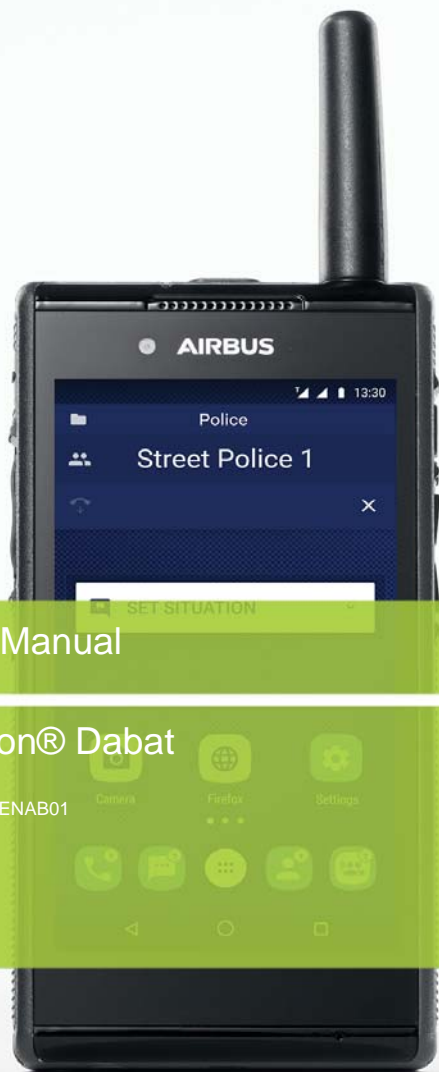 AIRBUS
13:30
Police
Street Police 1
SET SITUATION
Manual
on® Dabat
ENAB01
Camera
Firefox
Settings